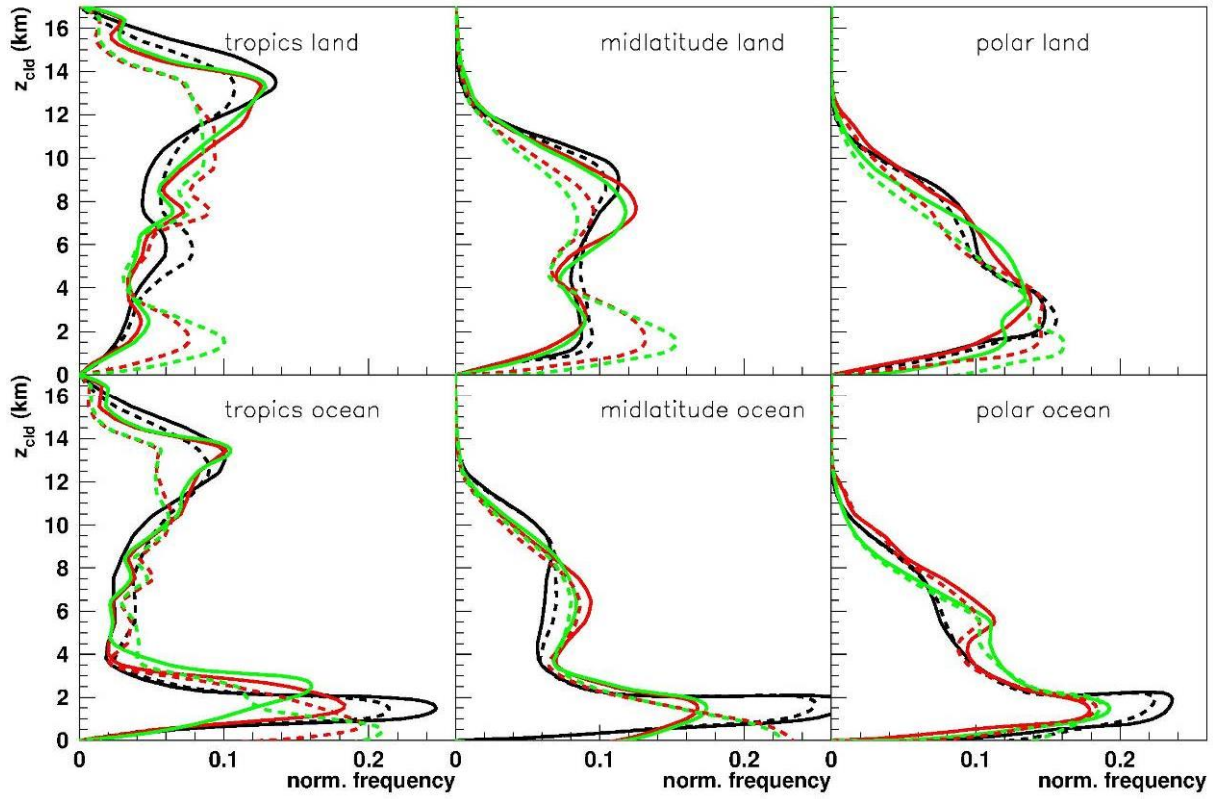 z_cld (km)
16
14
12
10
8
6
4
2
0
tropics land
midlatitude land
polar land
z_cld (km)
16
14
12
10
8
6
4
2
0
tropics ocean
midlatitude ocean
polar ocean
0 0.1 0.2 0 0.1 0.2 0 0.1 0.2
norm. frequency norm. frequency norm. frequency